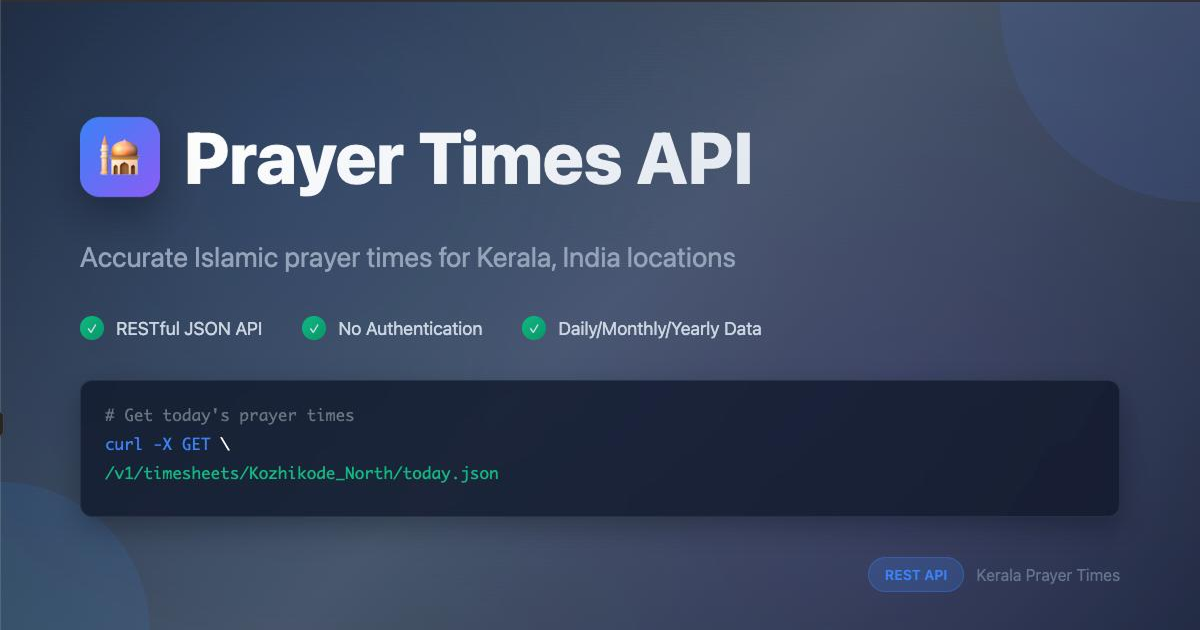 Prayer Times API
Accurate Islamic prayer times for Kerala, India locations
✓ RESTful JSON API ✓ No Authentication ✓ Daily/Monthly/Yearly Data
# Get today's prayer times
curl -X GET \
/v1/timesheets/Kozhikode_North/today.json
REST API Kerala Prayer Times